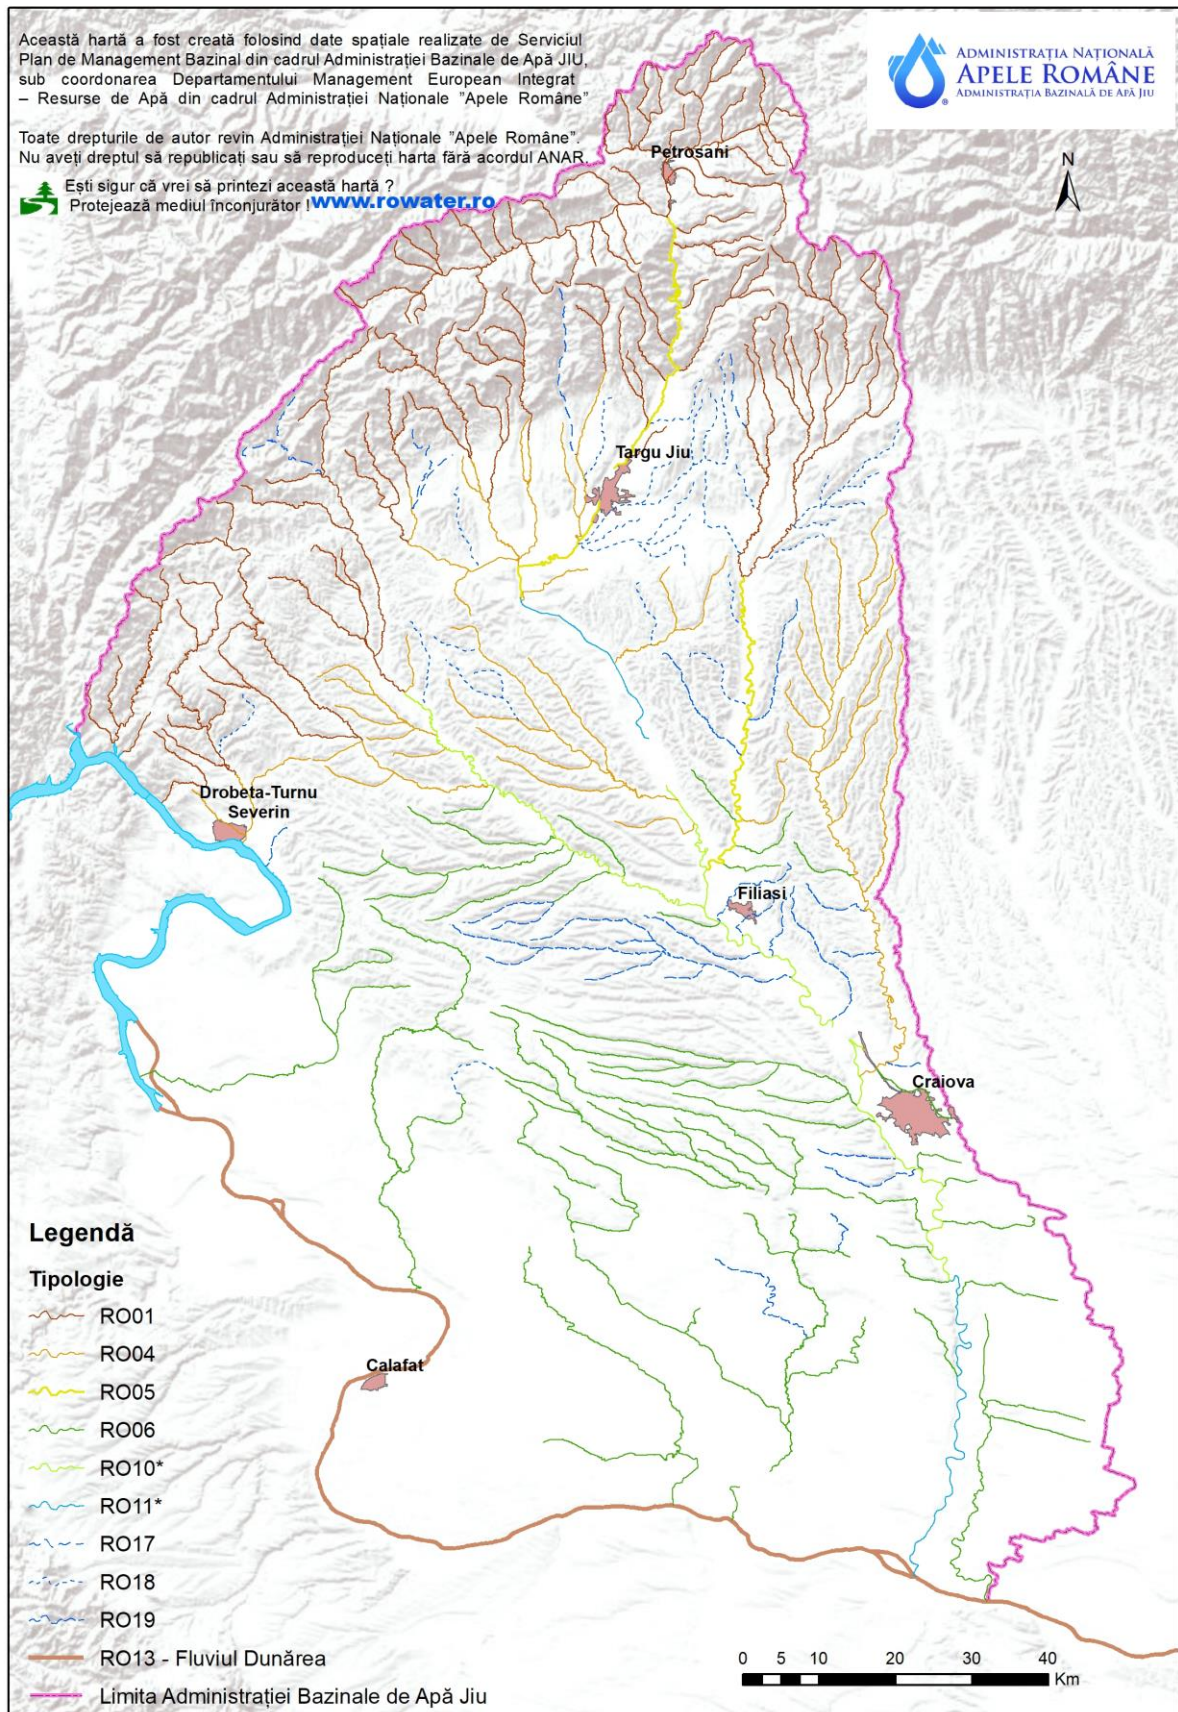 Această hartă a fost creată folosind date spațiale realizate de Serviciul
Plan de Management Bazinal din cadrul Administrației Bazinale de Apă JIU,
sub coordonarea Departamentului Management European Integrat
– Resurse de Apă din cadrul Administrației Naționale "Apele Române"
Toate drepturile de autor revin Administrației Naționale "Apele Române".
Nu aveți dreptul să republicați sau să reproduceți harta fără acordul ANAR.
Ești sigur că vrei să printezi această hartă ?
Protejează mediul înconjurător ! www.rowater.ro
ADMINISTRAȚIA NAȚIONALĂ
APELE ROMÂNE
ADMINISTRAȚIA BAZINALĂ DE APĂ JIU
®
N
Petrosani
Targu Jiu
Drobeta-Turnu
Severin
Filiasi
Craiova
Calafat
Legendă
Tipologie
RO01
RO04
RO05
RO06
RO10*
RO11*
RO17
RO18
RO19
RO13 - Fluviul Dunărea
Limita Administrației Bazinale de Apă Jiu
0 5 10 20 30 40
Km